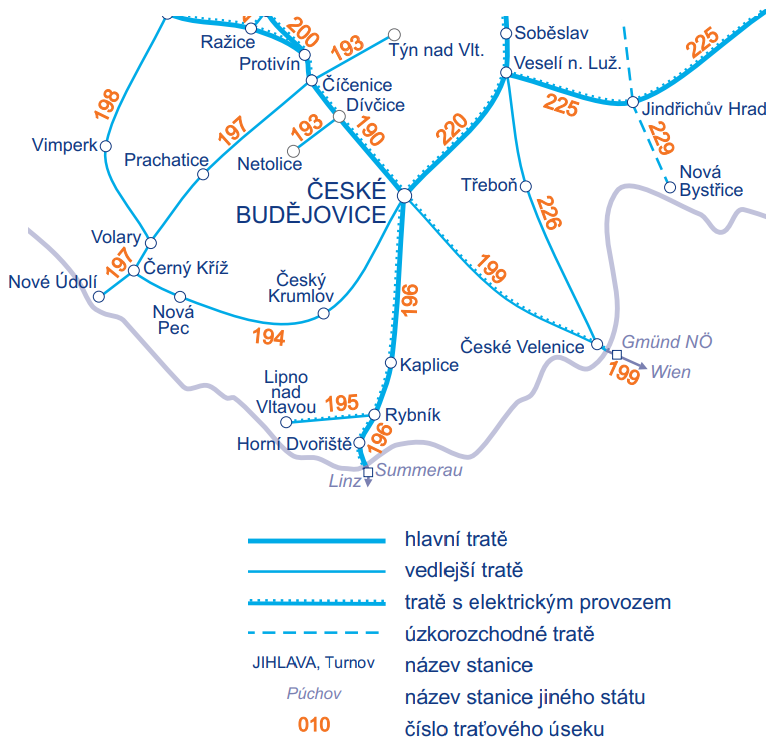 Ražice
200
193
Týn nad Vlt.
Soběslav
225
Protivín
Veselí n. Luž.
Číčenice
198
Dívčice
225
Jindřichův Hrad
190
197
193
220
229
Vimperk
Prachatice
Netolice
Nová
Bystřice
Třeboň
ČESKÉ
BUDĚJOVICE
226
Volary
197
Černý Kříž
199
Nové Údolí
Český
Krumlov
196
Nová
Pec
194
České Velenice
Gmünd NÖ
Kaplice
199
Wien
Lipno
nad
Vltavou
195
Rybník
Horní Dvořiště
196
Summerau
Linz
hlavní tratě
vedlejší tratě
tratě s elektrickým provozem
úzkorozchodné tratě
JIHLAVA, Turnov
název stanice
Púchov
název stanice jiného státu
010
číslo traťového úseku